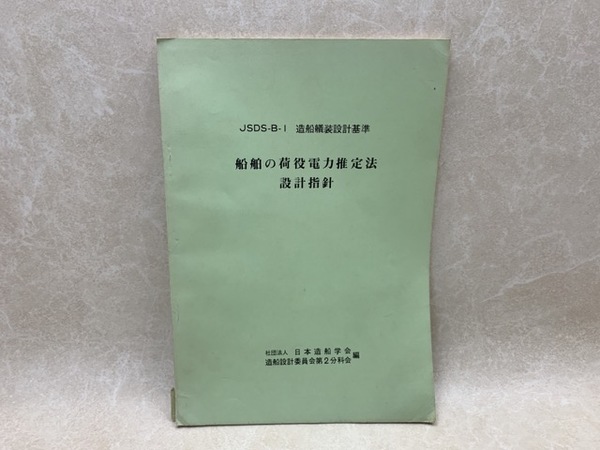 JSDS-B-1 造船艤装設計基準
船舶の荷役電力推定法
設計指針
社団法人 日本造船学会
造船設計委員会第2分科会 編